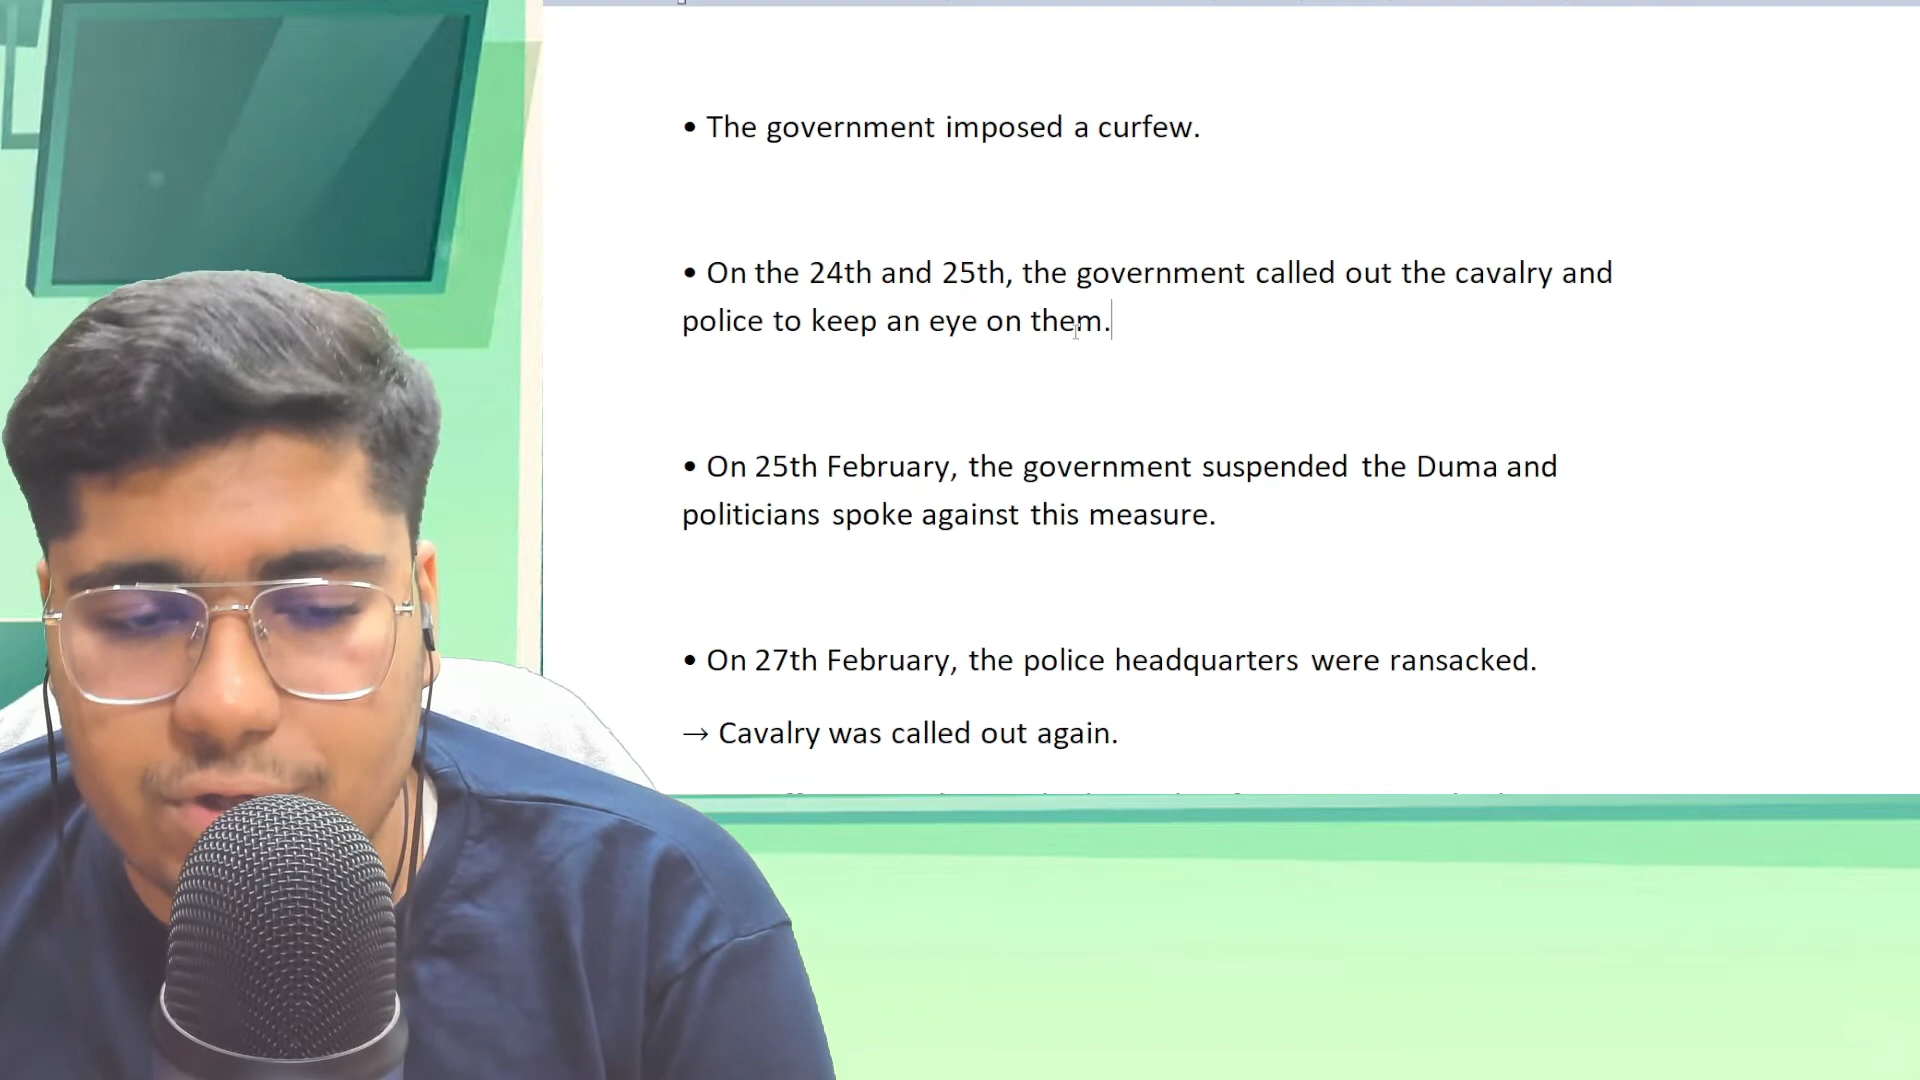 • The government imposed a curfew.
• On the 24th and 25th, the government called out the cavalry and
police to keep an eye on them.
• On 25th February, the government suspended the Duma and
politicians spoke against this measure.
• On 27th February, the police headquarters were ransacked.
→ Cavalry was called out again.